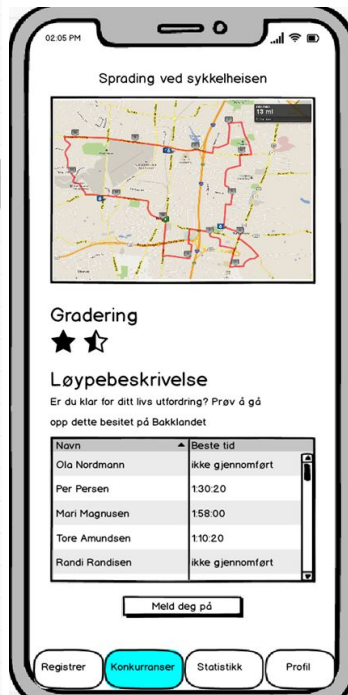 02:05 PM
Sprading ved sykkelheisen
13 mi
Gradering
Løypebeskrivelse
Er du klar for ditt livs utfordring? Prøv å gå
opp dette besitet på Bakklandet
Navn Beste tid
Ola Nordmann ikke gjennomført
Per Persen 1:30:20
Mari Magnusen 1:58:00
Tore Amundsen 1:10:20
Randi Randisen ikke gjennomført
Meld deg på
Registrer Konkurranser Statistikk Profil